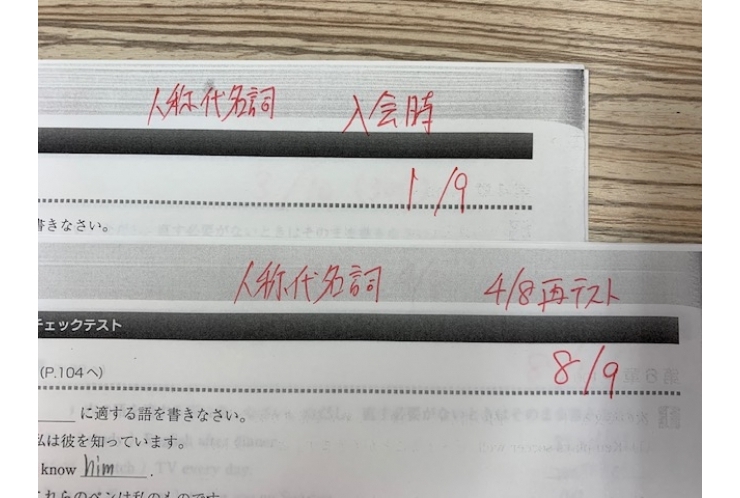 人称代名詞 入会時
1/9
書きなさい。
人称代名詞 4/8再テスト
チェックテスト
8/9
(P.104へ)
に適する語を書きなさい。
私は彼を知っています。
know him .
これらのペンは私のものです。